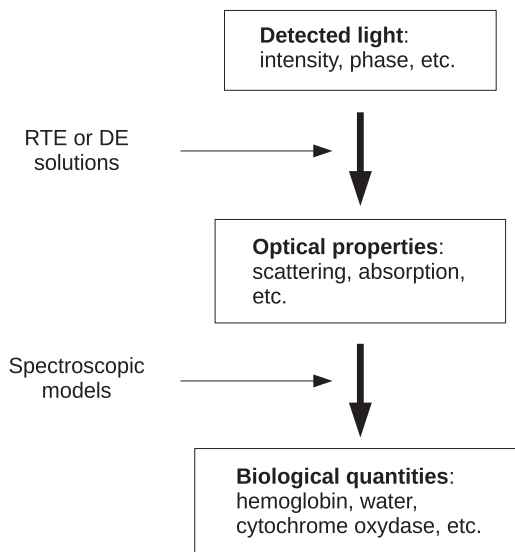 Detected light:
intensity, phase, etc.
RTE or DE
solutions
Optical properties:
scattering, absorption,
etc.
Spectroscopic
models
Biological quantities:
hemoglobin, water,
cytochrome oxydase, etc.